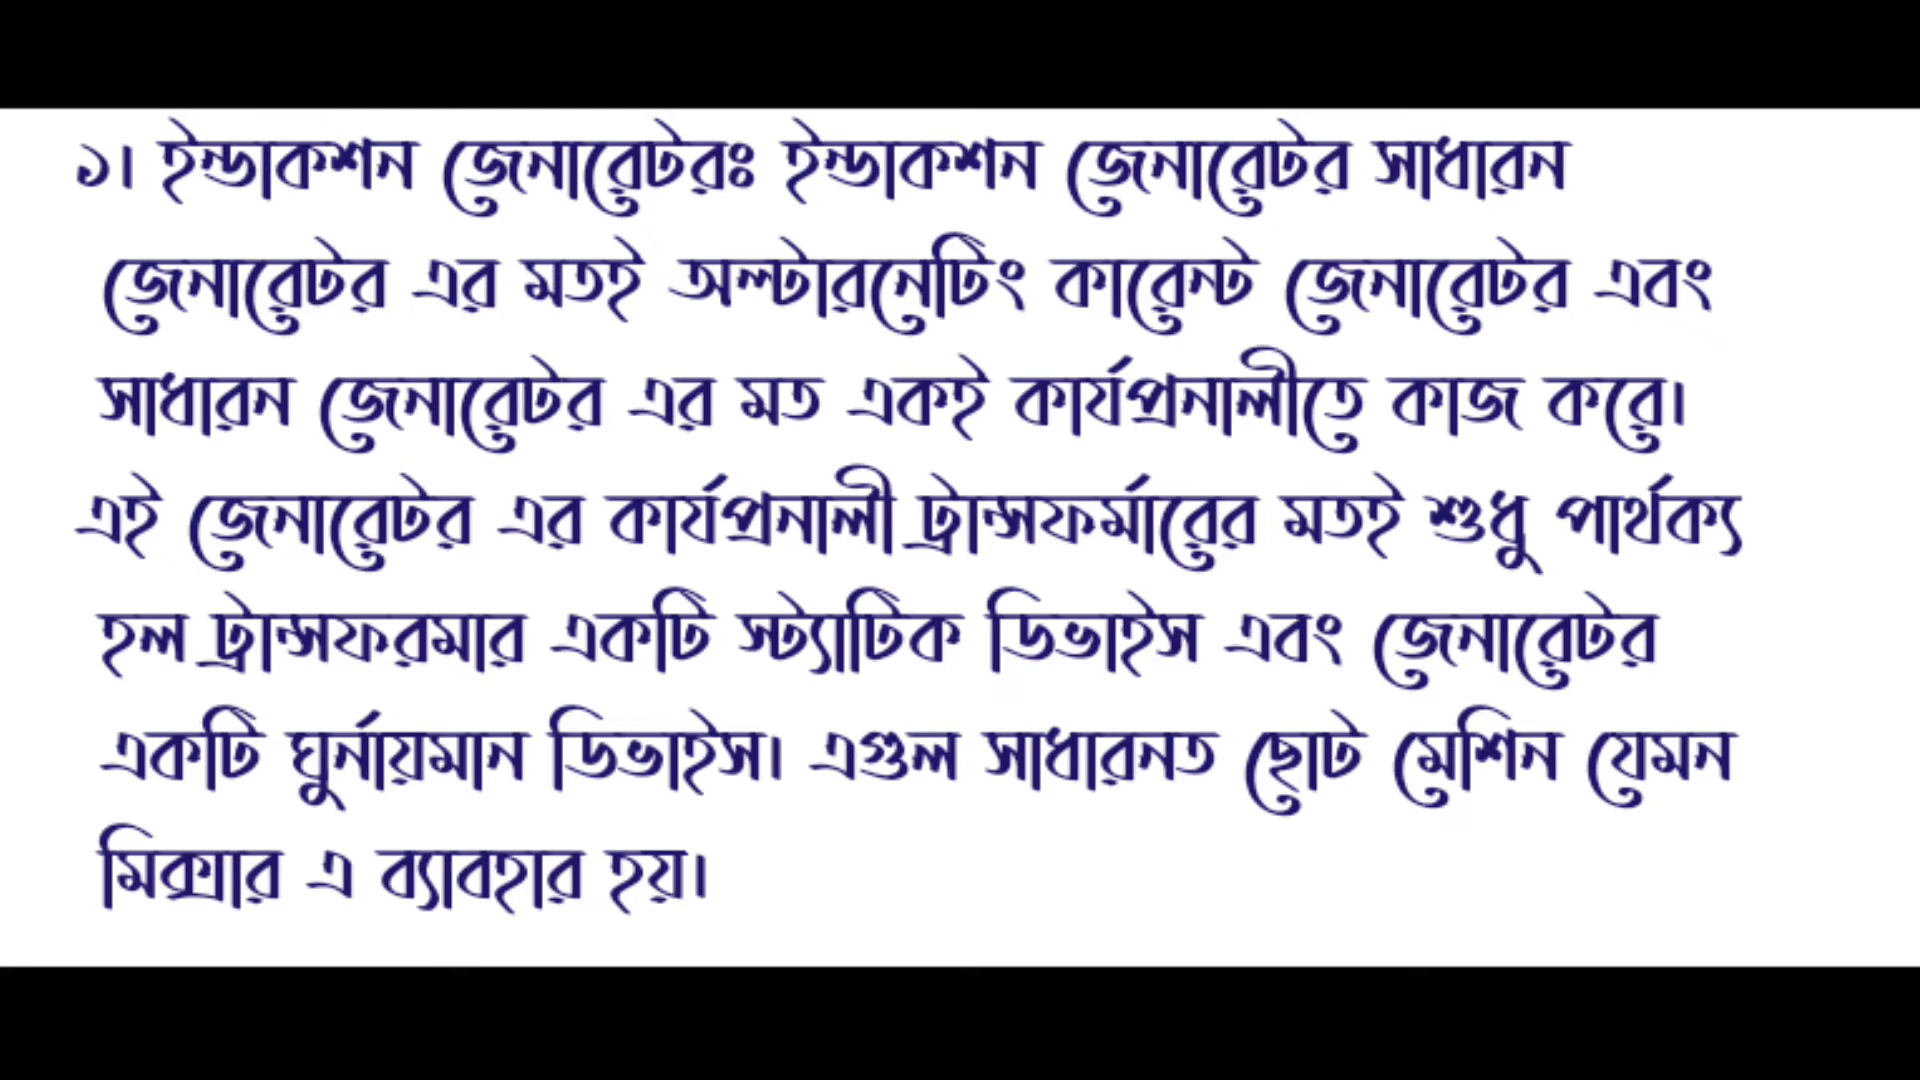 ১। ইন্ডাকশন জেনারেটরঃ ইন্ডাকশন জেনারেটর সাধারন
জেনারেটর এর মতই অল্টারনেটিং কারেন্ট জেনারেটর এবং
সাধারন জেনারেটর এর মত একই কার্যপ্রনালীতে কাজ করে।
এই জেনারেটর এর কার্যপ্রনালী ট্রান্সফর্মারের মতই শুধু পার্থক্য
হল ট্রান্সফরমার একটি স্ট্যাটিক ডিভাইস এবং জেনারেটর
একটি ঘুর্নায়মান ডিভাইস। এগুল সাধারনত ছোট মেশিন যেমন
মিক্সার এ ব্যাবহার হয়।